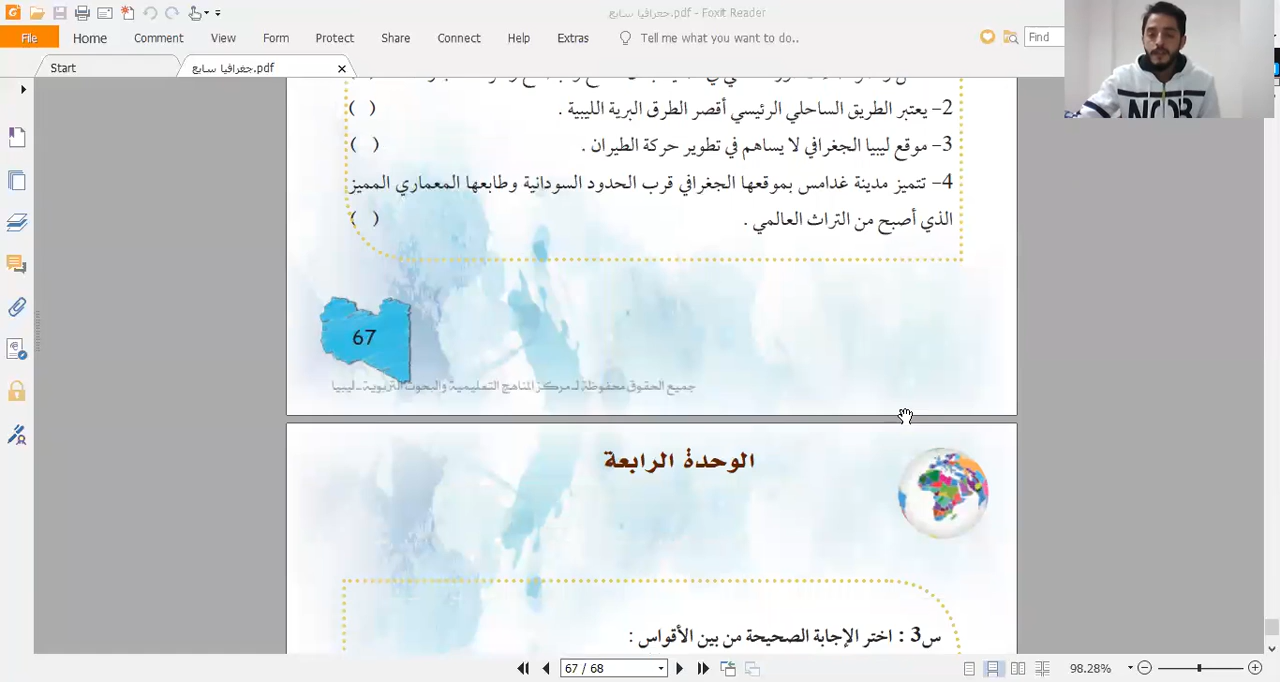 جغرافيا سابع.pdf - Foxit Reader
File Home Comment View Form Protect Share Connect Help Extras Tell me what you want to do.. Find
Start جغرافيا سابع.pdf
2- يعتبر الطريق الساحلي الرئيسي أقصر الطرق البرية الليبية . ( )
3- موقع ليبيا الجغرافي لا يساهم في تطوير حركة الطيران . ( )
4- تتميز مدينة غدامس بموقعها الجغرافي قرب الحدود السودانية وطابعها المعماري المميز
الذي أصبح من التراث العالمي . ( )
67
جميع الحقوق محفوظة لـ مركز المناهج التعليمية والبحوث التربوية - ليبيا
الوحدة الرابعة
س3 : اختر الإجابة الصحيحة من بين الأقواس :
67 / 68
98.28%